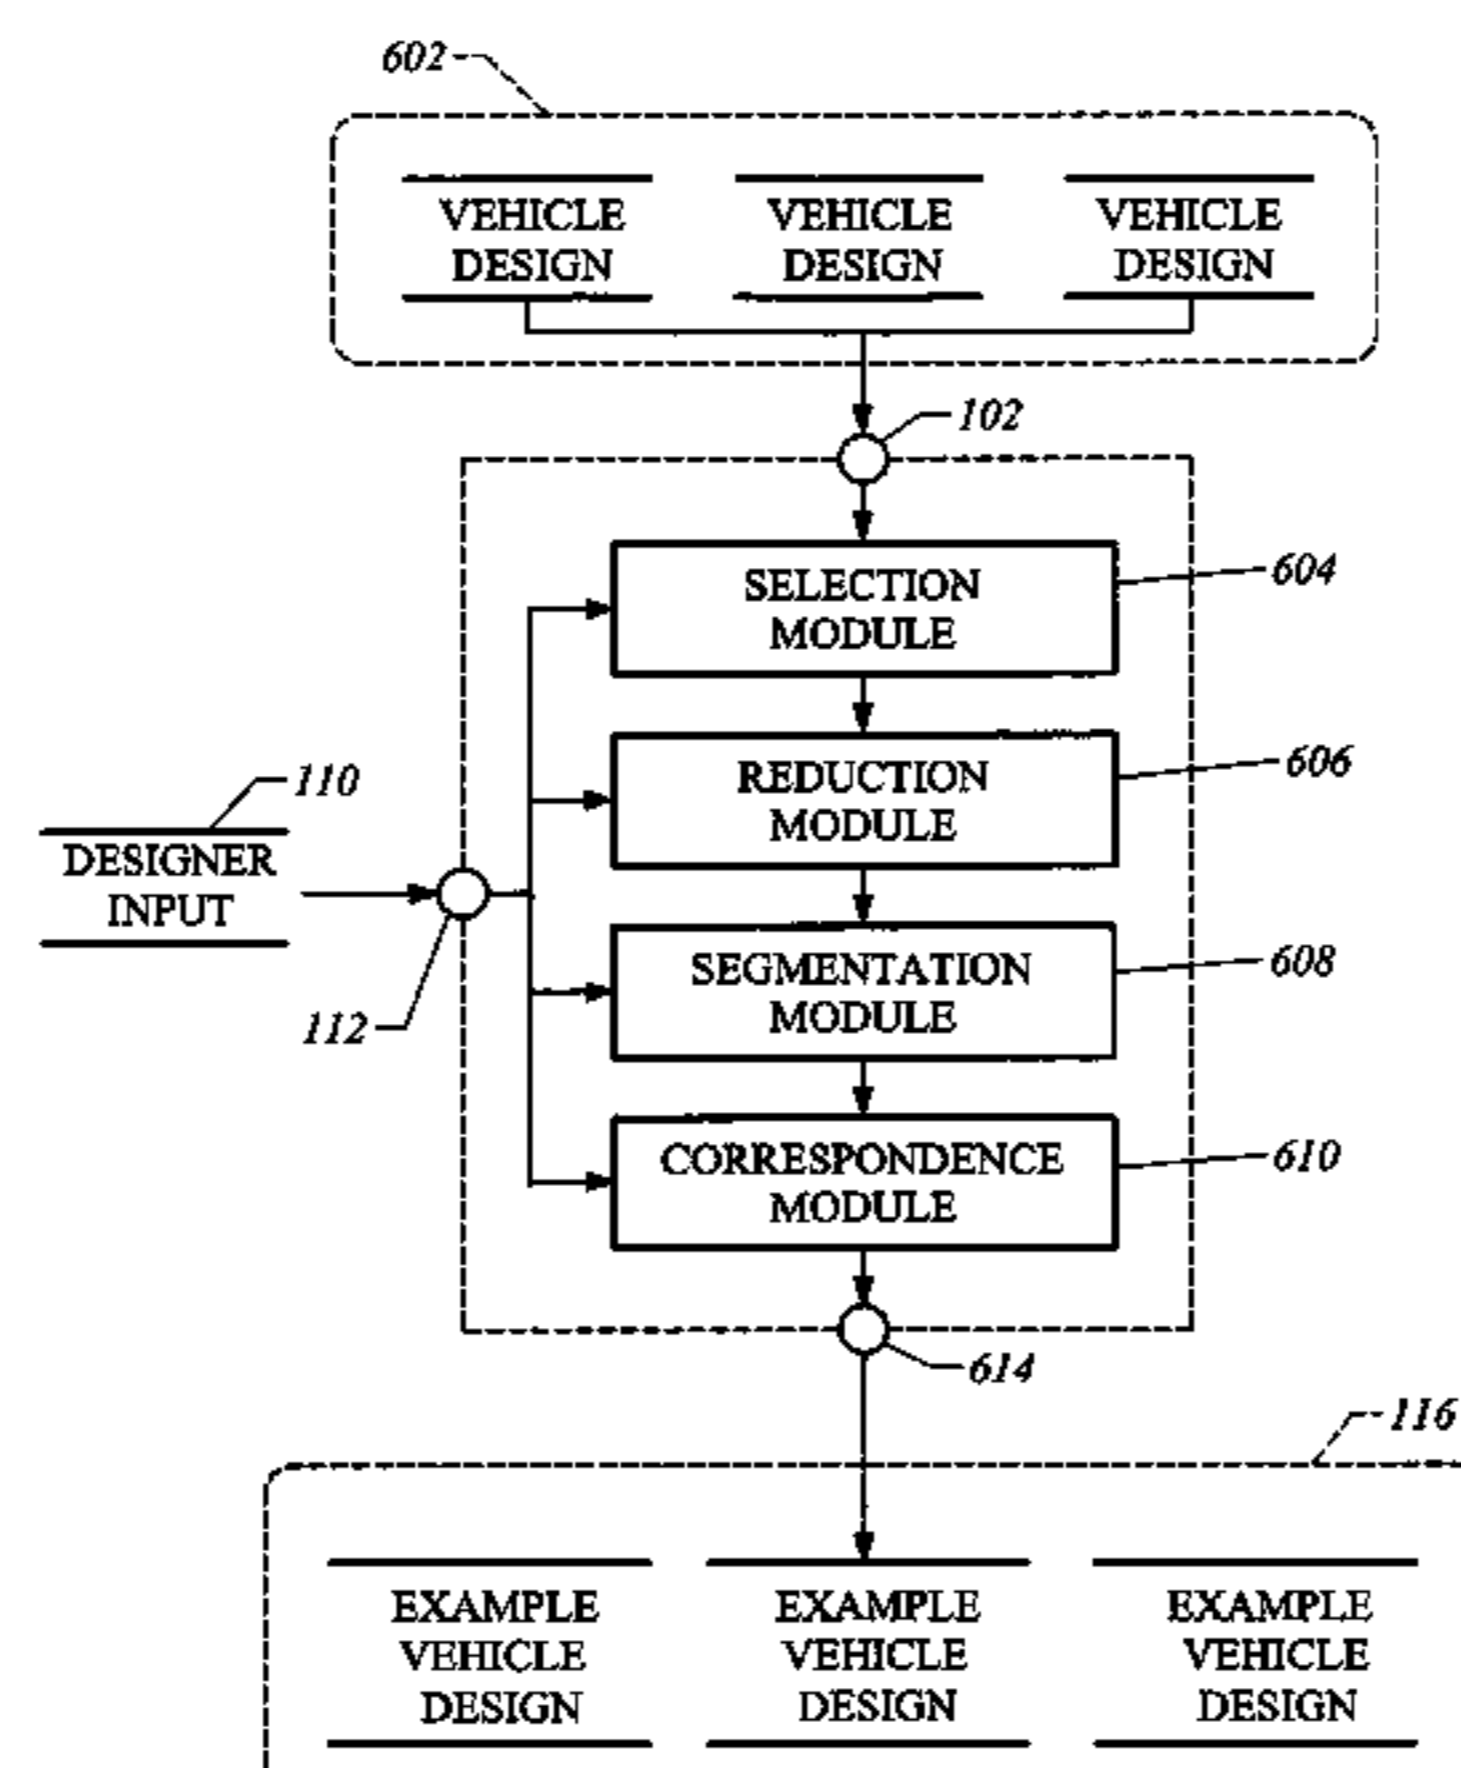 602
VEHICLE
DESIGN
VEHICLE
DESIGN
VEHICLE
DESIGN
102
SELECTION
MODULE
604
REDUCTION
MODULE
606
110
DESIGNER
INPUT
112
SEGMENTATION
MODULE
608
CORRESPONDENCE
MODULE
610
614
116
EXAMPLE
VEHICLE
DESIGN
EXAMPLE
VEHICLE
DESIGN
EXAMPLE
VEHICLE
DESIGN